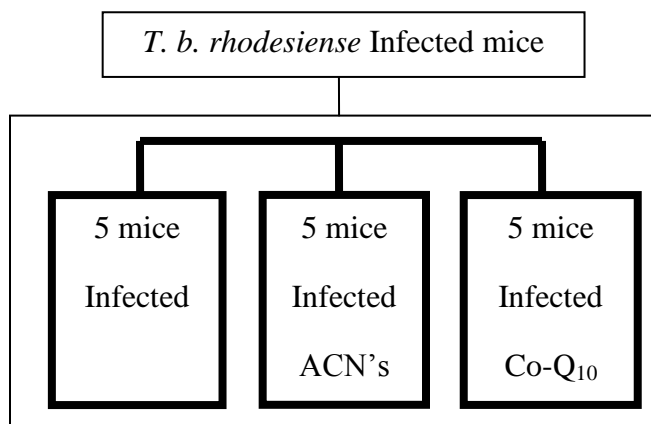 T. b. rhodesiense Infected mice
5 mice
Infected
5 mice
Infected
ACN’s
5 mice
Infected
Co-Q₁₀